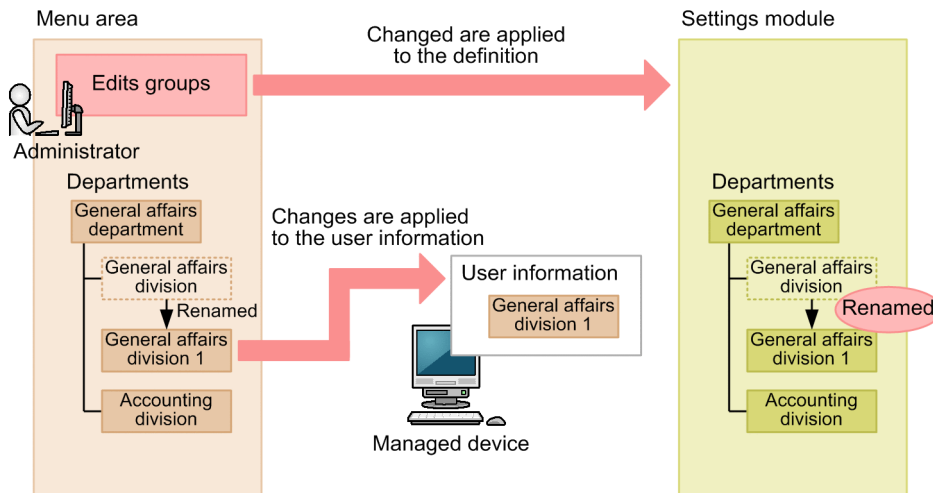 Menu area
Edits groups
Administrator
Departments
General affairs
department
General affairs
division
Renamed
General affairs
division 1
Accounting
division
Changed are applied
to the definition
Changes are applied
to the user information
User information
General affairs
division 1
Managed device
Settings module
Departments
General affairs
department
General affairs
division
Renamed
General affairs
division 1
Accounting
division